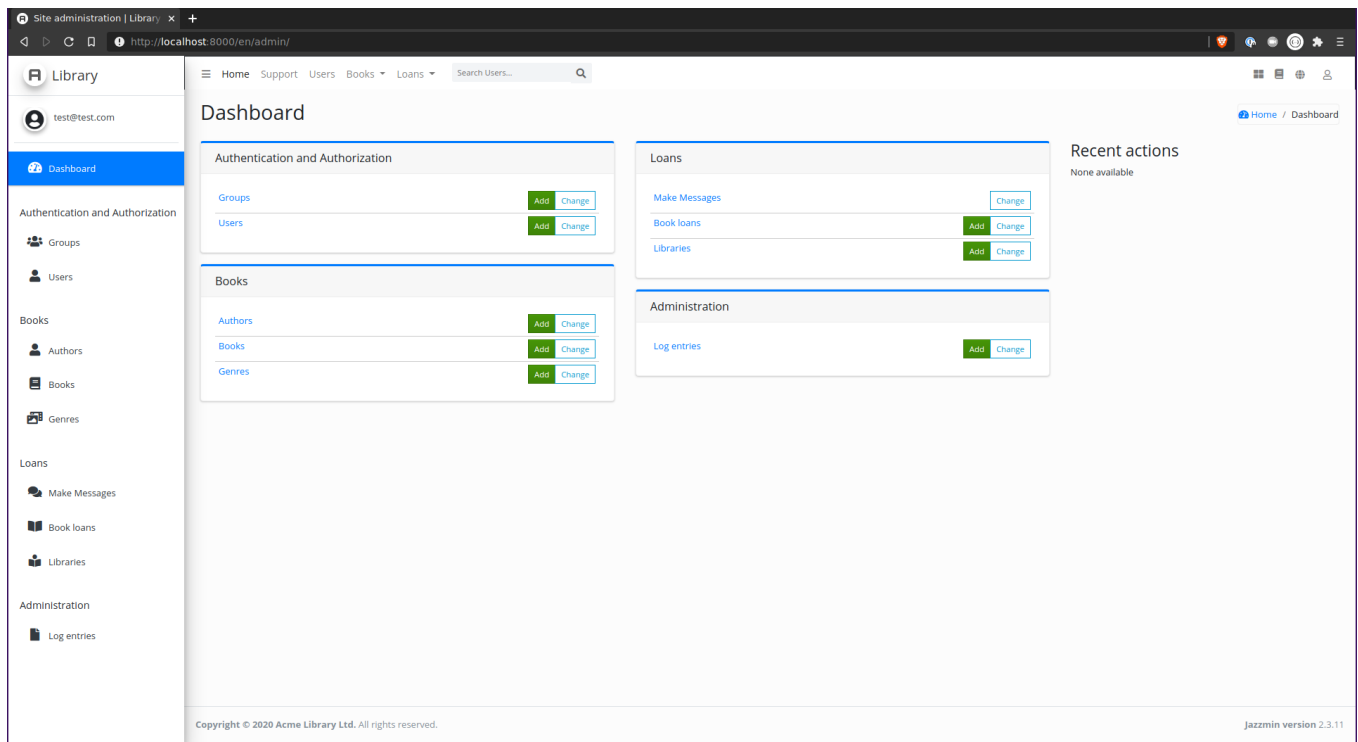 Site administration | Library
http://localhost:8000/en/admin/
Library
Home Support Users Books Loans Search Users...
test@test.com
Dashboard
Home / Dashboard
Dashboard
Authentication and Authorization
Groups
Users
Books
Authors
Books
Genres
Loans
Make Messages
Book loans
Libraries
Administration
Log entries
Authentication and Authorization
Groups Add Change
Users Add Change
Books
Authors Add Change
Books Add Change
Genres Add Change
Loans
Make Messages Change
Book loans Add Change
Libraries Add Change
Administration
Log entries Add Change
Recent actions
None available
Copyright © 2020 Acme Library Ltd. All rights reserved.
Jazzmin version 2.3.11